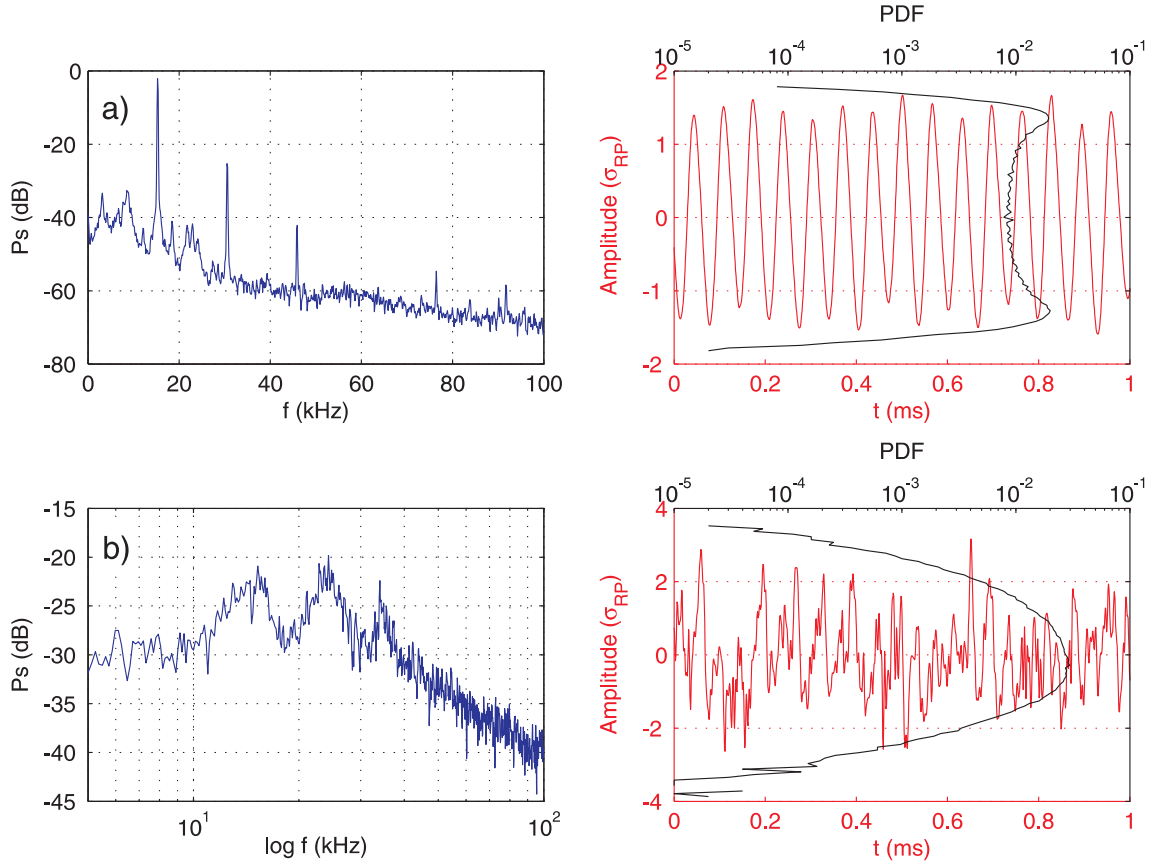 PDF
10-5 10-4 10-3 10-2 10-1
a)
0
-20
-40
-60
-80
Ps (dB)
0 20 40 60 80 100
f (kHz)
2
1
0
-1
-2
Amplitude (σRP)
0 0.2 0.4 0.6 0.8 1
t (ms)
PDF
10-5 10-4 10-3 10-2 10-1
b)
-15
-20
-25
-30
-35
-40
-45
Ps (dB)
101 102
log f (kHz)
4
2
0
-2
-4
Amplitude (σRP)
0 0.2 0.4 0.6 0.8 1
t (ms)